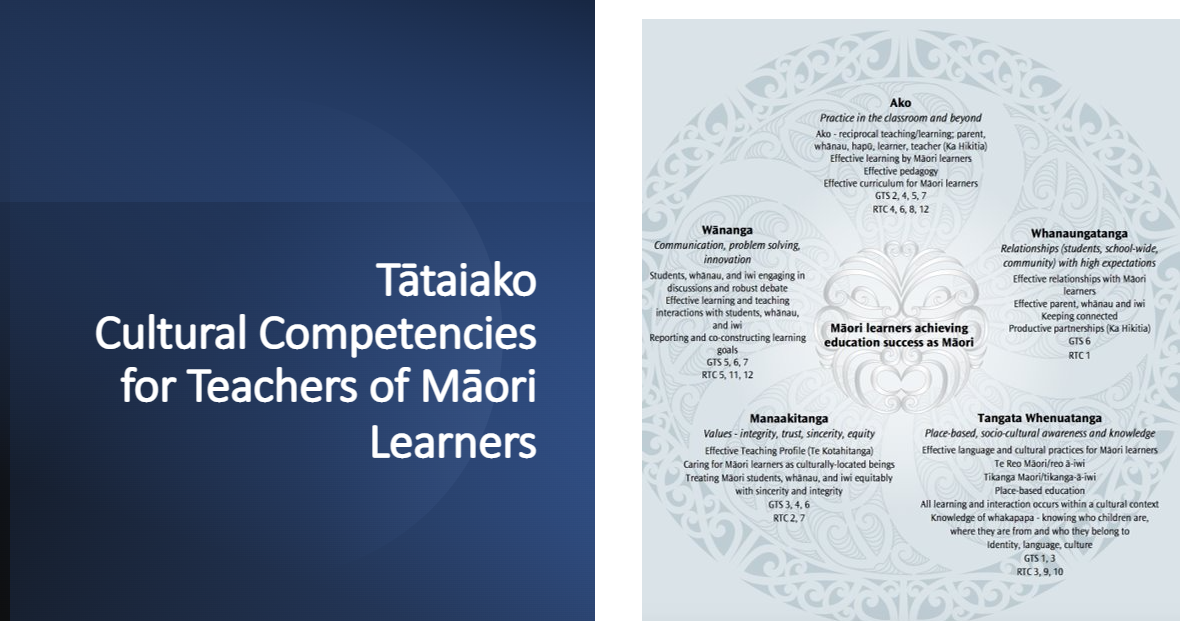 Tātaiako
Cultural Competencies
for Teachers of Māori
Learners
Ako
Practice in the classroom and beyond
Ako - reciprocal teaching/learning; parent,
whānau, hapū, learner, teacher (Ka Hikitia)
Effective learning by Māori learners
Effective pedagogy
Effective curriculum for Māori learners
GTS 2, 4, 5, 7
RTC 4, 6, 8, 12
Wānanga
Communication, problem solving,
innovation
Students, whānau, and iwi engaging in
discussions and robust debate
Effective learning and teaching
interactions with students, whānau,
and iwi
Reporting and co-constructing learning
goals
GTS 5, 6, 7
RTC 5, 11, 12
Whanaungatanga
Relationships (students, school-wide,
community) with high expectations
Effective relationships with Māori
learners
Effective parent, whānau and iwi
Keeping connected
Productive partnerships (Ka Hikitia)
GTS 6
RTC 1
Māori learners achieving
education success as Māori
Manaakitanga
Values - integrity, trust, sincerity, equity
Effective Teaching Profile (Te Kotahitanga)
Caring for Māori learners as culturally-located beings
Treating Māori students, whānau, and iwi equitably
with sincerity and integrity
GTS 3, 4, 6
RTC 2, 7
Tangata Whenuatanga
Place-based, socio-cultural awareness and knowledge
Effective language and cultural practices for Māori learners
Te Reo Māori/reo ā-iwi
Tikanga Maori/tikanga-ā-iwi
Place-based education
All learning and interaction occurs within a cultural context
Knowledge of whakapapa - knowing who children are,
where they are from and who they belong to
Identity, language, culture
GTS 1, 3
RTC 3, 9, 10